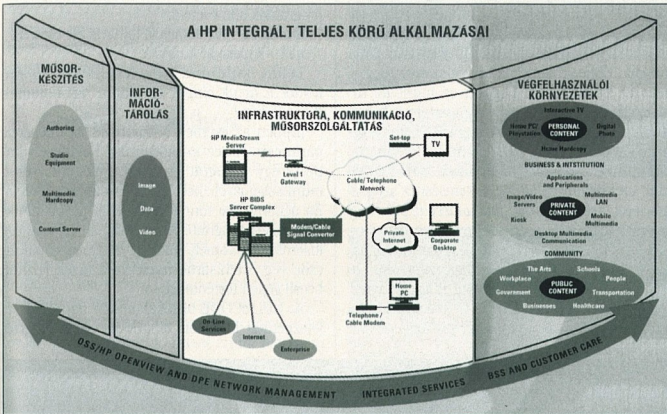 A HP INTEGRÁLT TELJES KÖRŰ ALKALMAZÁSAI
MŰSOR-
KÉSZÍTÉS
Authoring
Studio
Equipment
Multimedia
Hardcopy
Content Server
INFOR-
MÁCIÓ-
TÁROLÁS
Image
Data
Video
INFRASTRUKTÚRA, KOMMUNIKÁCIÓ,
MŰSORSZOLGÁLTATÁS
HP MediaStream
Server
Level 1
Gateway
Set-top
TV
Cable/Telephone
Network
HP BIDS
Server Complex
Modem/Cable
Signal Convertor
Private
Internet
Corporate
Desktop
Home
PC
Telephone /
Cable Modem
On-Line
Services
Internet
Enterprise
VÉGFELHASZNÁLÓI
KÖRNYEZETEK
Interactive TV
Home PC/
Playstation
PERSONAL
CONTENT
Digital
Photo
Home Hardcopy
BUSINESS & INSTITUTION
Applications
and Peripherals
Image/Video
Servers
Multimedia
LAN
PRIVATE
CONTENT
Kiosk
Mobile
Multimedia
Desktop Multimedia
Communication
COMMUNITY
The Arts
Schools
Workplace
People
PUBLIC
CONTENT
Government
Transportation
Businesses
Healthcare
OSS/HP OPENVIEW AND DPE NETWORK MANAGEMENT INTEGRATED SERVICES BSS AND CUSTOMER CARE